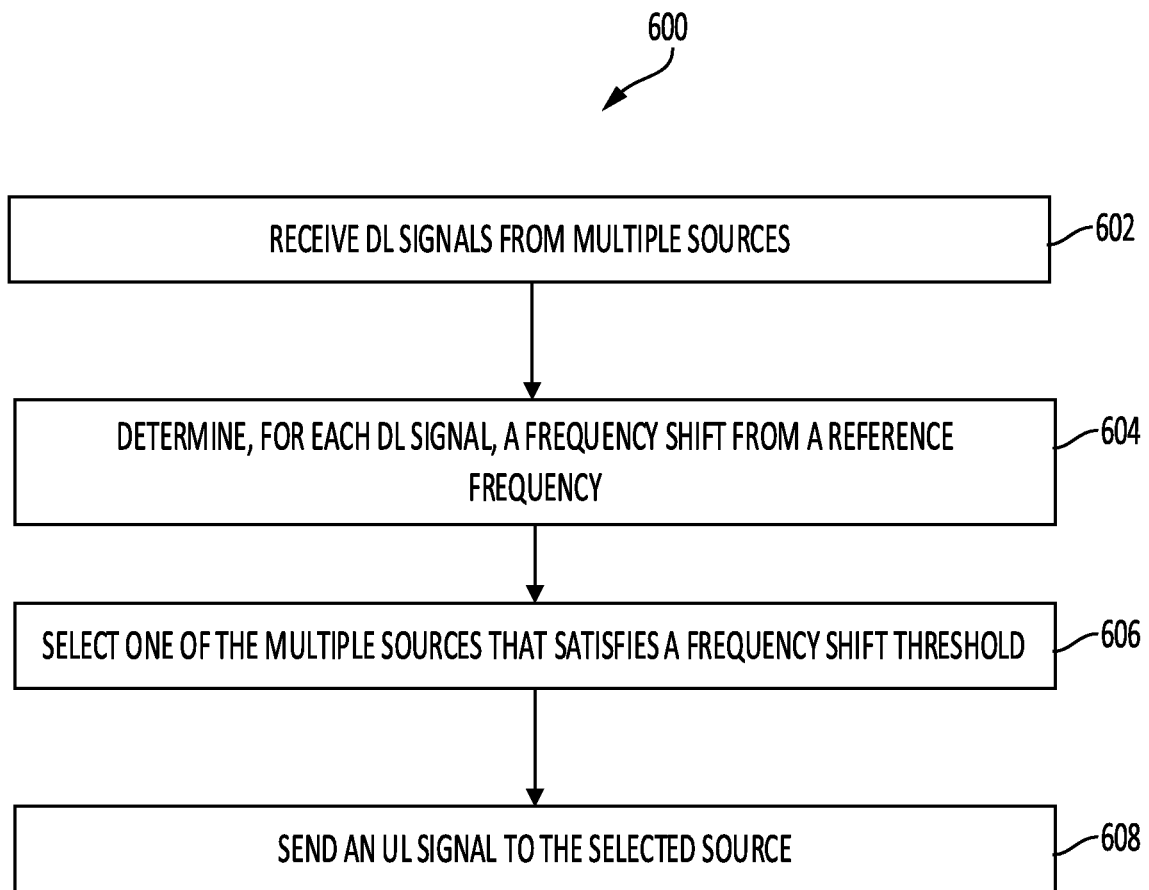 600
RECEIVE DL SIGNALS FROM MULTIPLE SOURCES
602
DETERMINE, FOR EACH DL SIGNAL, A FREQUENCY SHIFT FROM A REFERENCE
FREQUENCY
604
SELECT ONE OF THE MULTIPLE SOURCES THAT SATISFIES A FREQUENCY SHIFT THRESHOLD
606
SEND AN UL SIGNAL TO THE SELECTED SOURCE
608